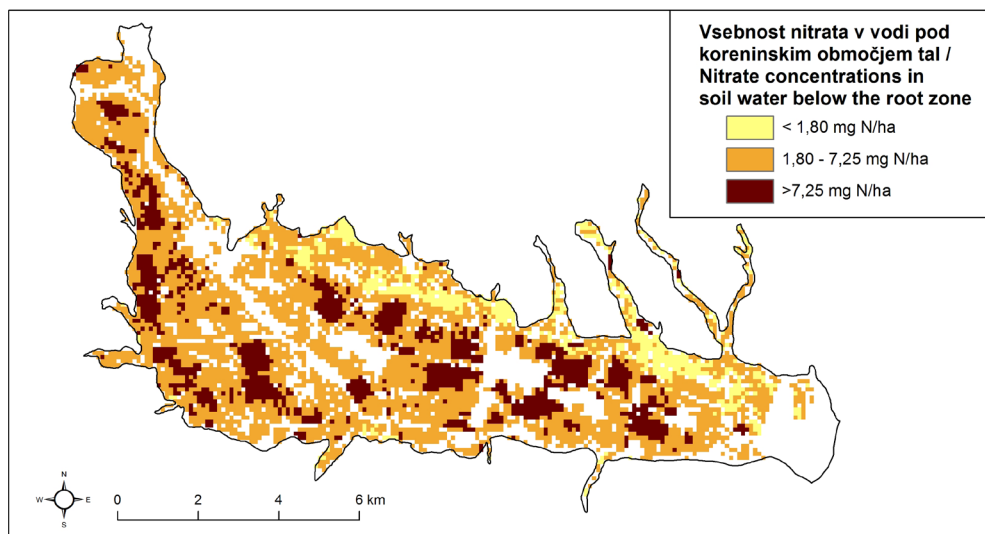 Vsebnost nitrata v vodi pod
koreninskim območjem tal /
Nitrate concentrations in
soil water below the root zone
< 1,80 mg N/ha
1,80 - 7,25 mg N/ha
>7,25 mg N/ha
N
W E
S
0 2 4 6 km